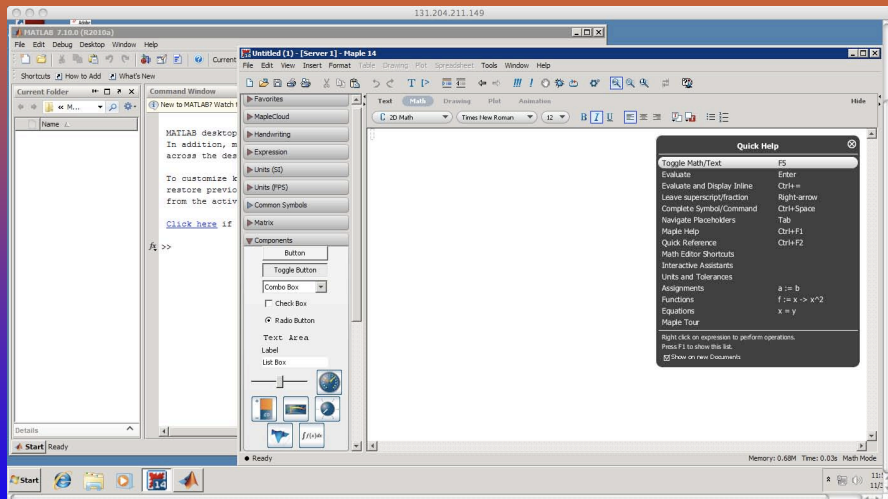 131.204.211.149
Adobe
MATLAB 7.10.0 (R2010a)
File Edit Debug Desktop Window Help
Current
Shortcuts How to Add What's New
Current Folder
« M...
Name
Details
Start Ready
Command Window
New to MATLAB? Watch
MATLAB desktop
In addition, m
across the des
To customize k
restore previo
from the activ
Click here if
fx >>
Untitled (1) - [Server 1] - Maple 14
File Edit View Insert Format Table Drawing Plot Spreadsheet Tools Window Help
Favorites
MapleCloud
Handwriting
Expression
Units (SI)
Units (FPS)
Common Symbols
Matrix
Components
Button
Toggle Button
Combo Box
Check Box
Radio Button
Text Area
Label
List Box
∫f(x)dx
Text Math Drawing Plot Animation Hide
C 2D Math Times New Roman 12 B I U
Quick Help
Toggle Math/Text F5
Evaluate Enter
Evaluate and Display Inline Ctrl+=
Leave superscript/fraction Right-arrow
Complete Symbol/Command Ctrl+Space
Navigate Placeholders Tab
Maple Help Ctrl+F1
Quick Reference Ctrl+F2
Math Editor Shortcuts
Interactive Assistants
Units and Tolerances
Assignments a := b
Functions f := x -> x^2
Equations x = y
Maple Tour
Right click on expression to perform operations.
Press F1 to show this list.
Show on new Documents
Ready
Memory: 0.68M Time: 0.03s Math Mode
Start
14